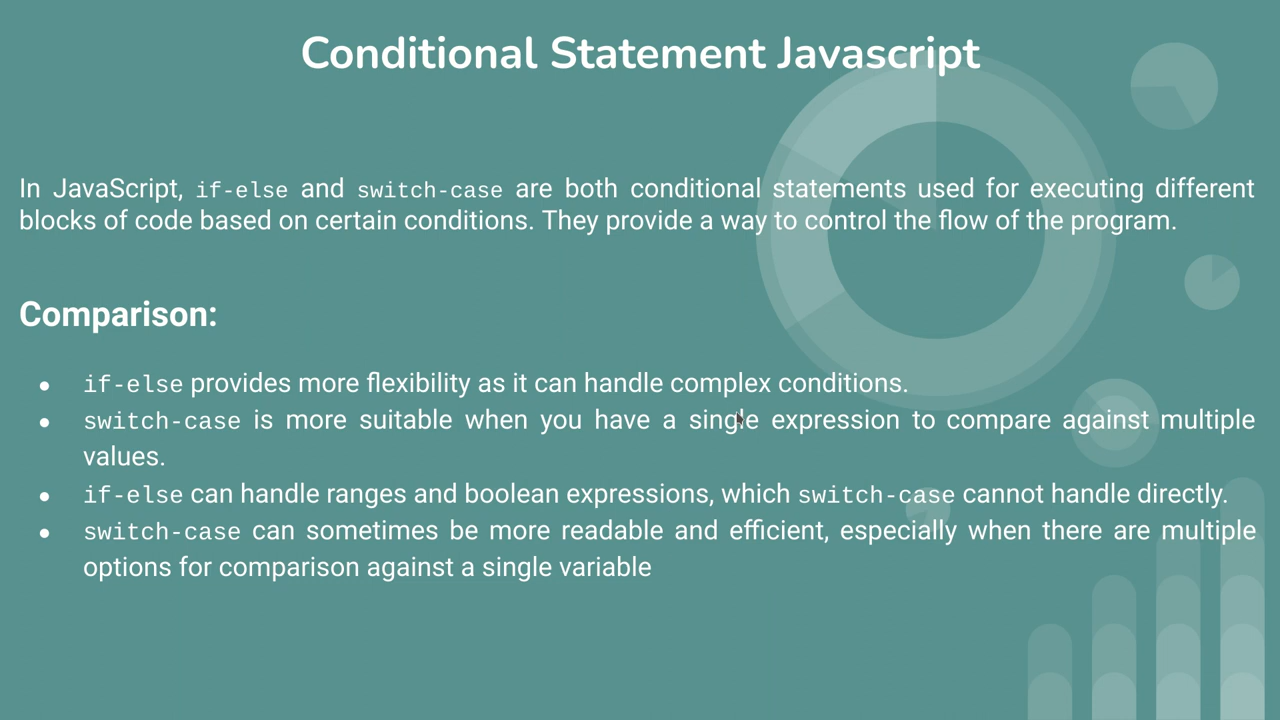 Conditional Statement Javascript
In JavaScript, if-else and switch-case are both conditional statements used for executing different
blocks of code based on certain conditions. They provide a way to control the flow of the program.
Comparison:
● if-else provides more flexibility as it can handle complex conditions.
● switch-case is more suitable when you have a single expression to compare against multiple
values.
● if-else can handle ranges and boolean expressions, which switch-case cannot handle directly.
● switch-case can sometimes be more readable and efficient, especially when there are multiple
options for comparison against a single variable